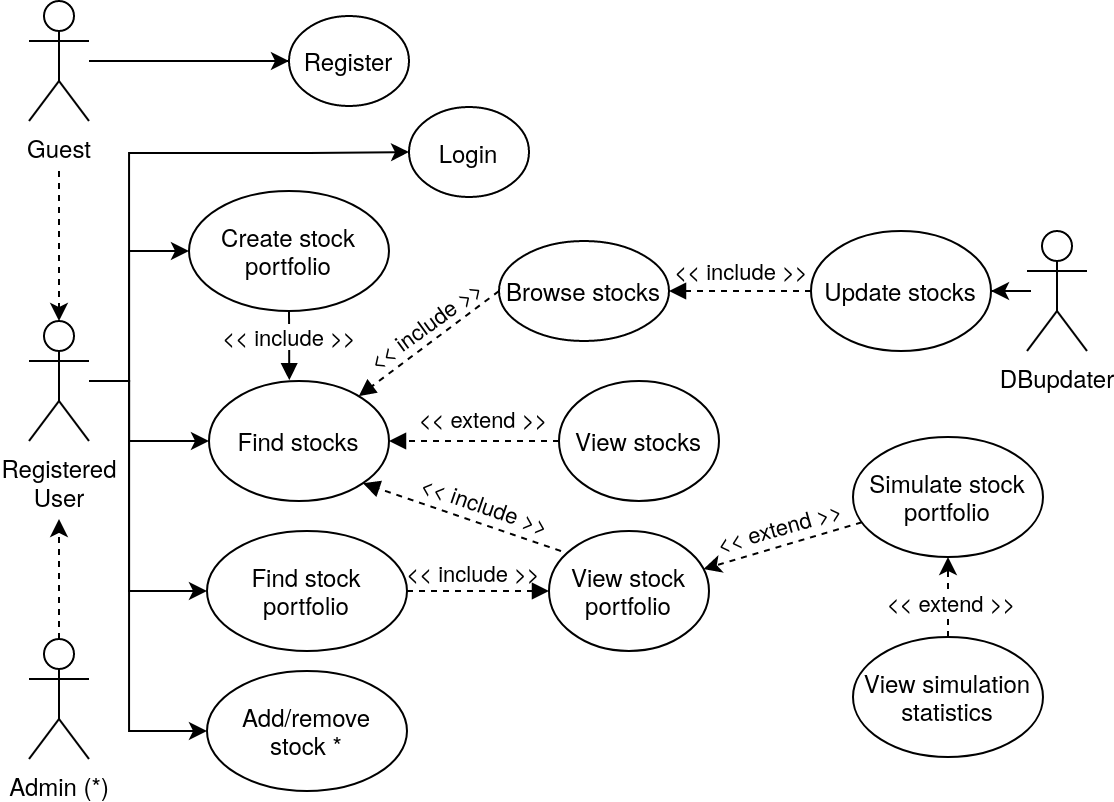 Register
Guest
Login
Create stock
portfolio
<< include >>
Browse stocks
<< include >>
Update stocks
DBupdater
<< include >>
Find stocks
<< extend >>
View stocks
Registered
User
<< include >>
Simulate stock
portfolio
<< extend >>
Find stock
portfolio
<< include >>
View stock
portfolio
<< extend >>
View simulation
statistics
Add/remove
stock *
Admin (*)